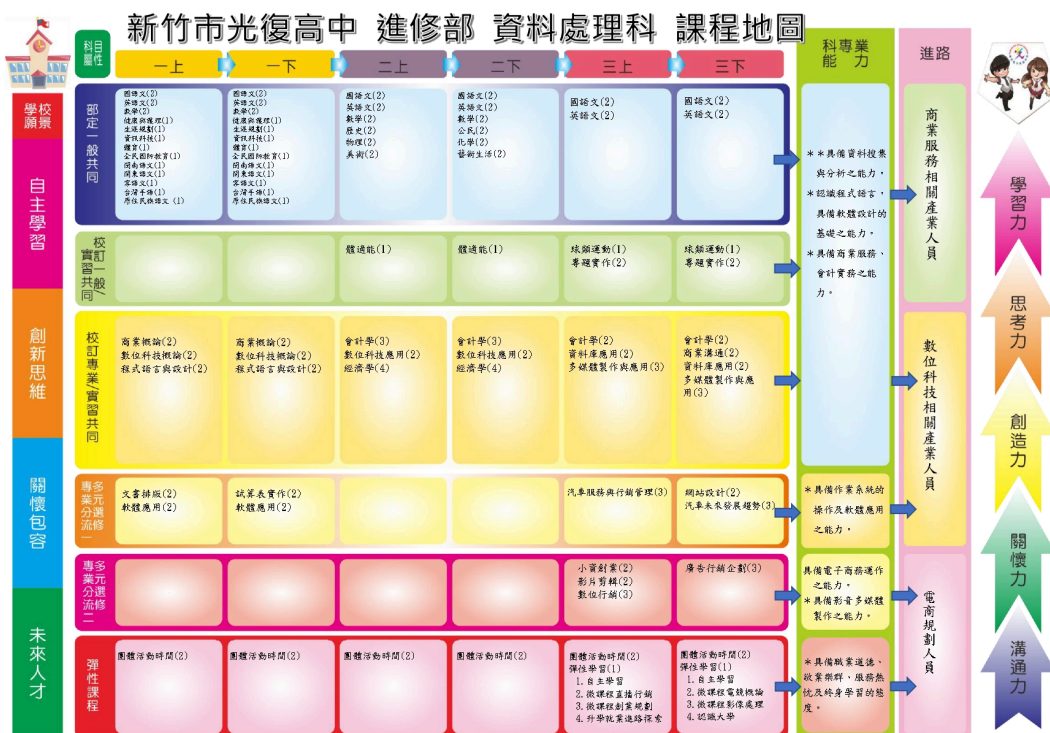 新竹市光復高中 進修部 資料處理科 課程地圖
科目
屬性
一上
一下
二上
二下
三上
三下
科專業
能 力
進路
學校
願景
自主學習
創新思維
關懷包容
未來人才
部定一般共同
國語文(2)
英語文(2)
數學(2)
健康與護理(1)
生涯規劃(1)
資訊科技(1)
體育(1)
全民國防教育(1)
閩南語文(1)
閩東語文(1)
客語文(1)
台灣手語(1)
原住民族語文 (1)
國語文(2)
英語文(2)
數學(2)
健康與護理(1)
生涯規劃(1)
資訊科技(1)
體育(1)
全民國防教育(1)
閩南語文(1)
閩東語文(1)
客語文(1)
台灣手語(1)
原住民族語文(1)
國語文(2)
英語文(2)
數學(2)
歷史(2)
物理(2)
美術(2)
國語文(2)
英語文(2)
數學(2)
公民(2)
化學(2)
藝術生活(2)
國語文(2)
英語文(2)
國語文(2)
英語文(2)
校訂一般/
實習共同
體適能(1)
體適能(1)
球類運動(1)
專題實作(2)
球類運動(1)
專題實作(2)
校訂專業/實習共同
商業概論(2)
數位科技概論(2)
程式語言與設計(2)
商業概論(2)
數位科技概論(2)
程式語言與設計(2)
會計學(3)
數位科技應用(2)
經濟學(4)
會計學(3)
數位科技應用(2)
經濟學(4)
會計學(2)
資料庫應用(2)
多媒體製作與應用(3)
會計學(2)
商業溝通(2)
資料庫應用(2)
多媒體製作與應
用(3)
多元選修
專業分流一
文書排版(2)
軟體應用(2)
試算表實作(2)
軟體應用(2)
汽車服務與行銷管理(3)
網站設計(2)
汽車未來發展趨勢(3)
多元選修
專業分流二
小資創業(2)
影片剪輯(2)
數位行銷(3)
廣告行銷企劃(3)
彈性課程
團體活動時間(2)
團體活動時間(2)
團體活動時間(2)
團體活動時間(2)
團體活動時間(2)
彈性學習(1)
1.自主學習
2.微課程直播行銷
3.微課程創業規劃
4.升學就業進路探索
團體活動時間(2)
彈性學習(1)
1.自主學習
2.微課程電競概論
3.微課程影像處理
4.認識大學
＊＊具備資料搜集
與分析之能力，
＊認識程式語言，
具備軟體設計的
基礎之能力。
＊具備商業服務、
會計實務之能
力。
＊具備作業系統的
操作及軟體應用
之能力。
具備電子商務運作
之能力。
＊具備影音多媒體
製作之能力。
＊具職業道德、
敬業樂群、服務熱
忱及終身學習的態
度。
商業服務相關產業人員
數位科技相關產業人員
電商規劃人員
學習力
思考力
創造力
關懷力
溝通力